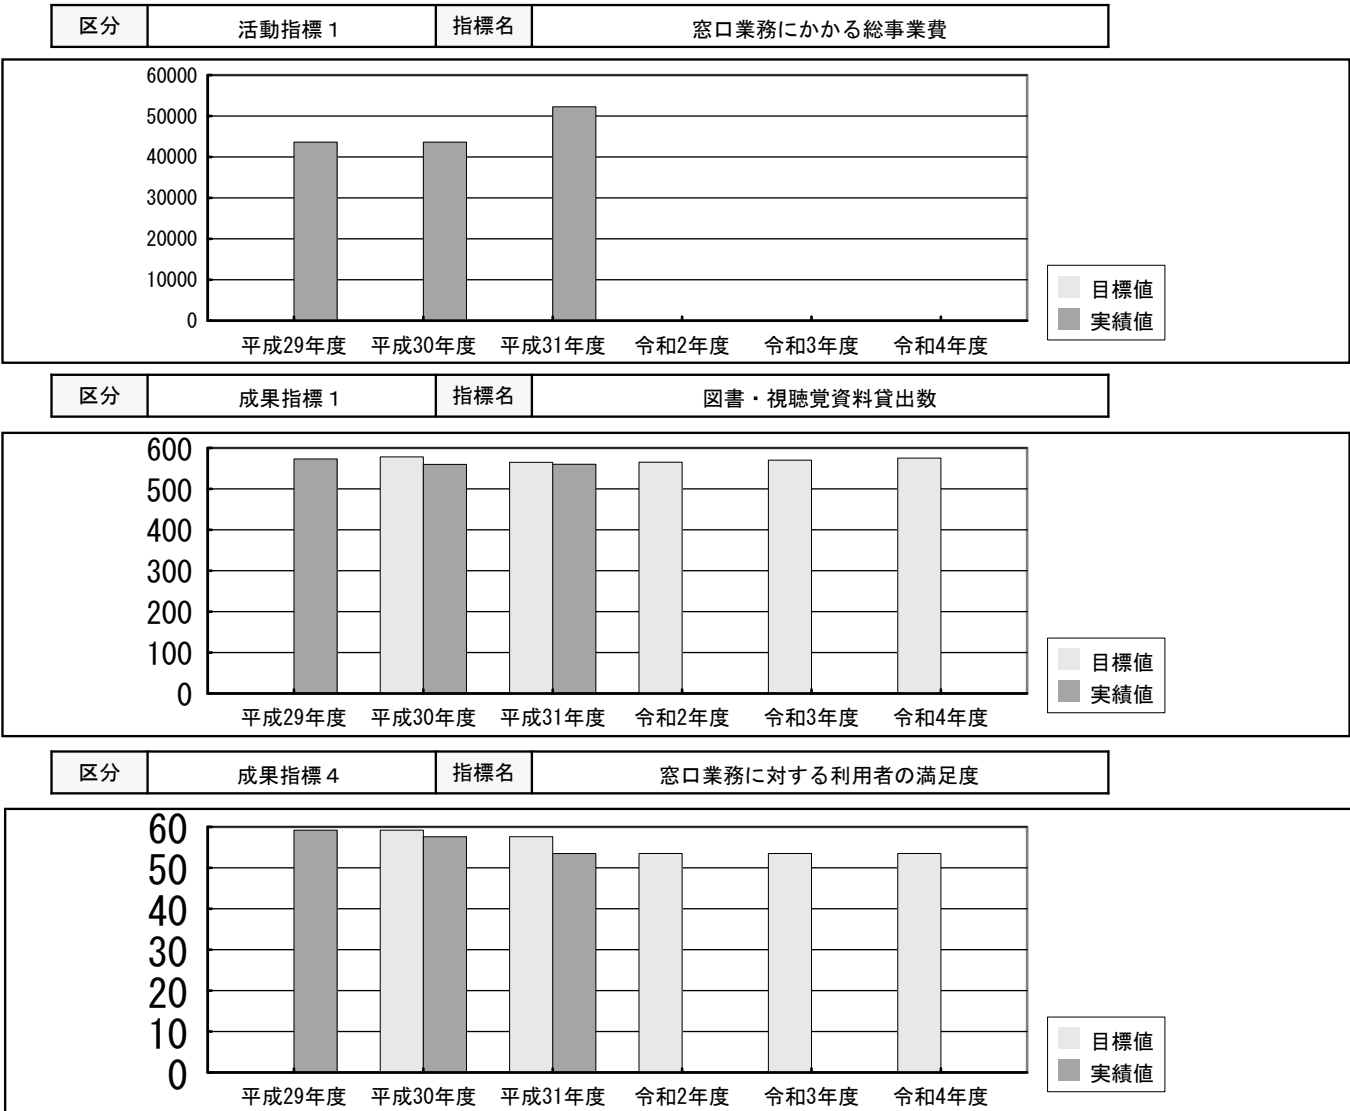 区分 活動指標１ 指標名 窓口業務にかかる総事業費
60000
50000
40000
30000
20000
10000
0
平成29年度 平成30年度 平成31年度 令和2年度 令和3年度 令和4年度
目標値
実績値
区分 成果指標１ 指標名 図書・視聴覚資料貸出数
600
500
400
300
200
100
0
平成29年度 平成30年度 平成31年度 令和2年度 令和3年度 令和4年度
目標値
実績値
区分 成果指標４ 指標名 窓口業務に対する利用者の満足度
60
50
40
30
20
10
0
平成29年度 平成30年度 平成31年度 令和2年度 令和3年度 令和4年度
目標値
実績値